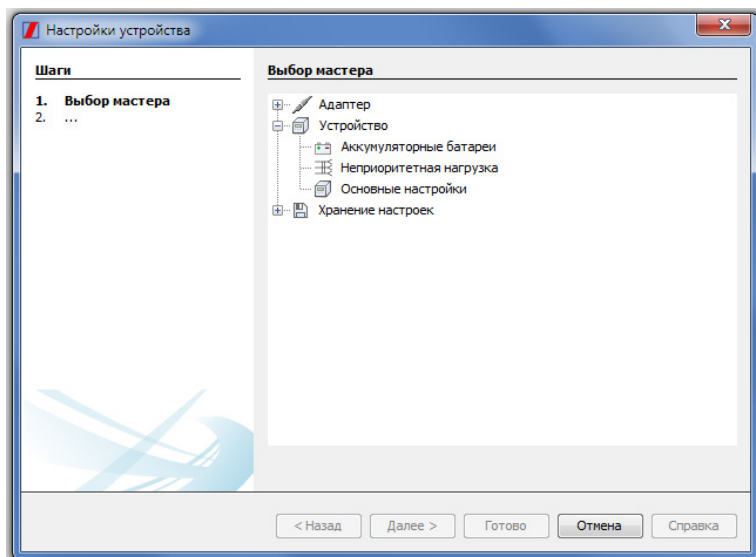 Настройки устройства
Шаги
1. Выбор мастера
2. ...
Выбор мастера
Адаптер
Устройство
Аккумуляторные батареи
Неприоритетная нагрузка
Основные настройки
Хранение настроек
< Назад Далее > Готово Отмена Справка